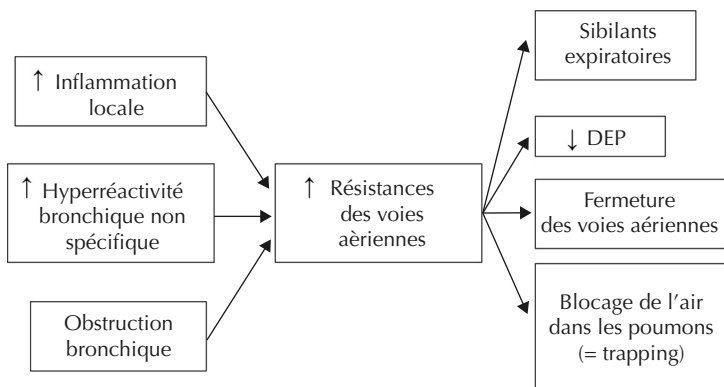 ↑ Inflammation
locale
↑ Hyperréactivité
bronchique non
spécifique
Obstruction
bronchique
↑ Résistances
des voies
aèriennes
Sibilants
expiratoires
↓ DEP
Fermeture
des voies aériennes
Blocage de l'air
dans les poumons
(= trapping)